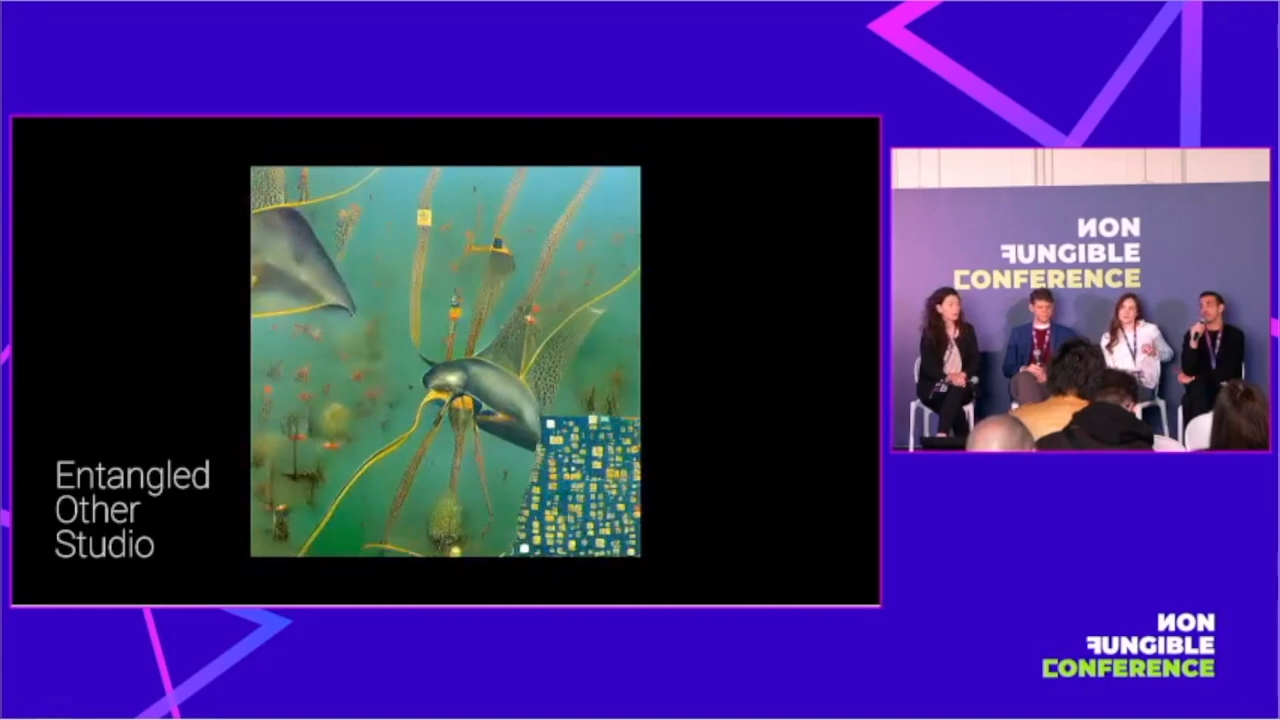 Entangled
Other
Studio
NON
FUNGIBLE
CONFERENCE
NON
FUNGIBLE
CONFERENCE